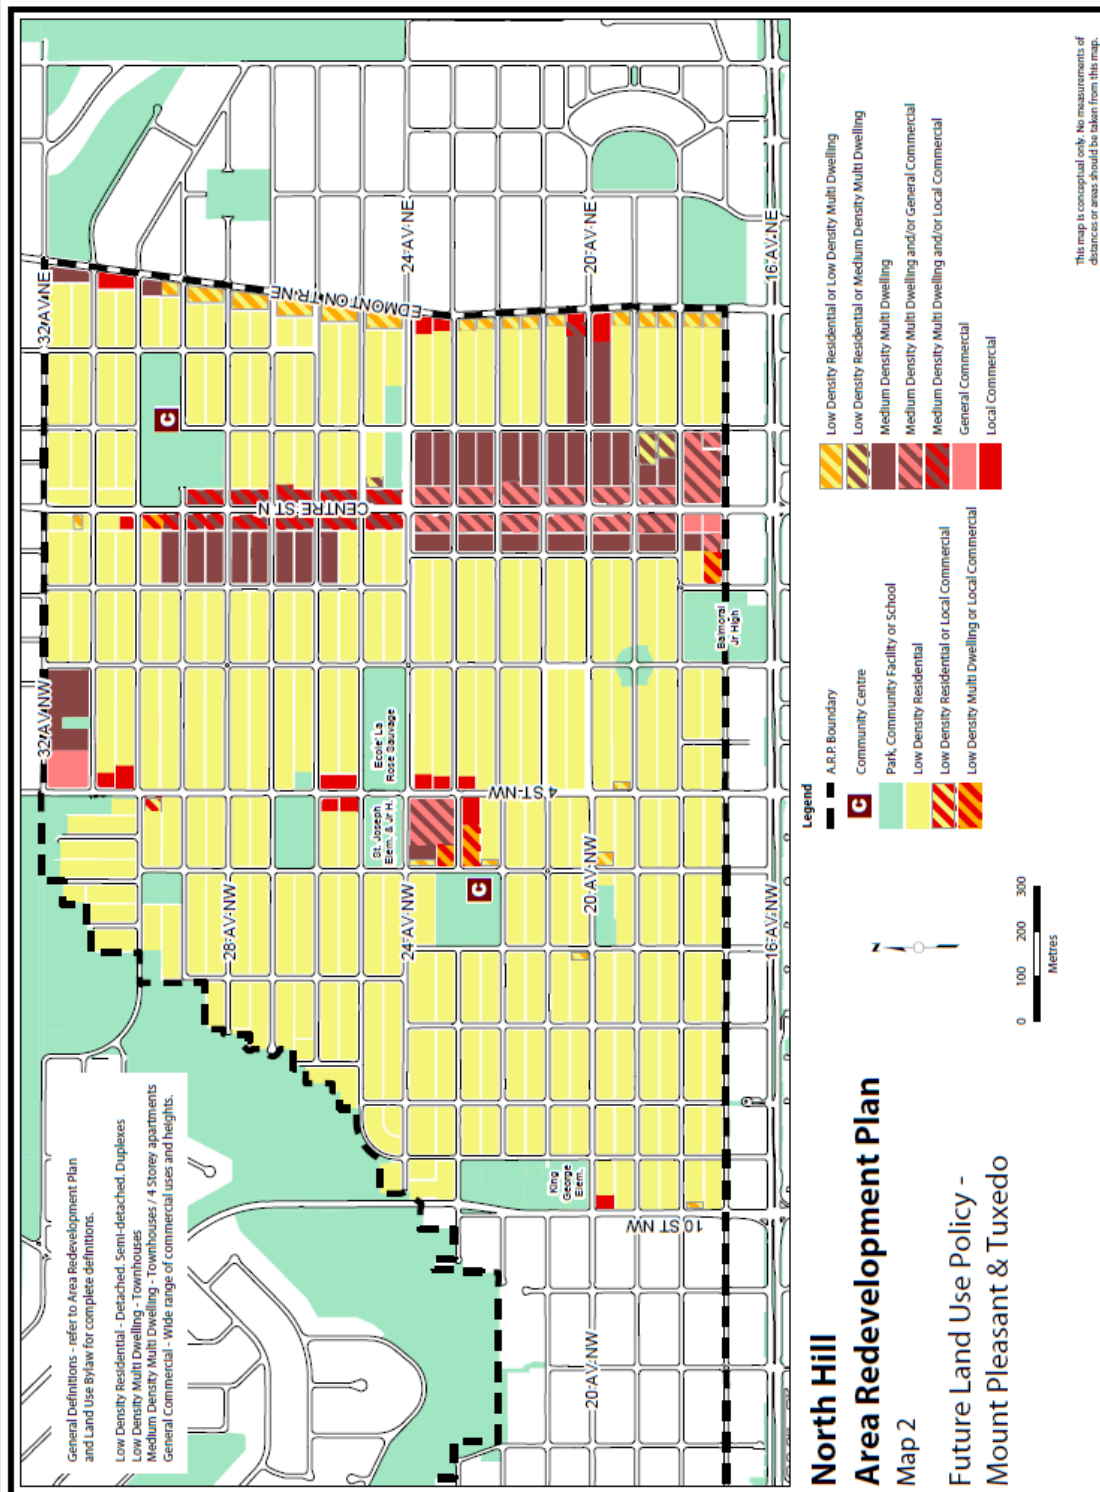 General Definitions - refer to Area Redevelopment Plan
and Land Use Bylaw for complete definitions.
Low Density Residential - Detached, Semi-detached, Duplexes
Low Density Multi Dwelling - Townhouses
Medium Density Multi Dwelling - Townhouses / 4 Storey apartments
General Commercial - Wide range of commercial uses and heights.
32 AV NW
32 AV NE
28 AV NW
24 AV NW
24 AV NE
20 AV NW
20 AV NW
20 AV NE
16 AV NW
16 AV NE
EDMONTON TR NE
CENTRE ST N
4 ST NW
10 ST NW
C
C
Ecole La
Rose Sauvage
St. Joseph
Elem. & Jr H.
King
George
Elem.
Balmoral
Jr High
North Hill
Area Redevelopment Plan
Map 2
Future Land Use Policy -
Mount Pleasant & Tuxedo
N
0 100 200 300
Metres
Legend
A.R.P. Boundary
C Community Centre
Park, Community Facility or School
Low Density Residential
Low Density Residential or Local Commercial
Low Density Multi Dwelling or Local Commercial
Low Density Residential or Low Density Multi Dwelling
Low Density Residential or Medium Density Multi Dwelling
Medium Density Multi Dwelling
Medium Density Multi Dwelling and/or General Commercial
Medium Density Multi Dwelling and/or Local Commercial
General Commercial
Local Commercial
This map is conceptual only. No measurements of
distances or areas should be taken from this map.